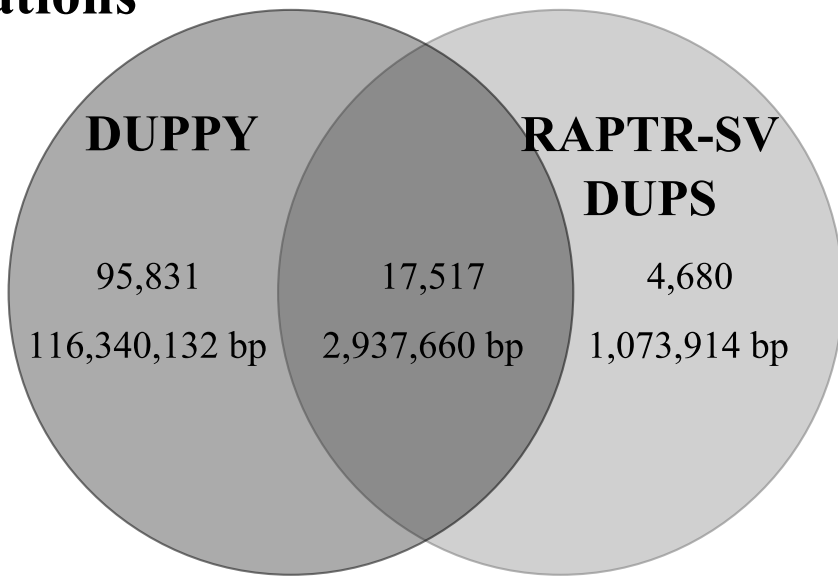 DUPPY
RAPTR-SV
DUPS
95,831
17,517
4,680
116,340,132 bp
2,937,660 bp
1,073,914 bp